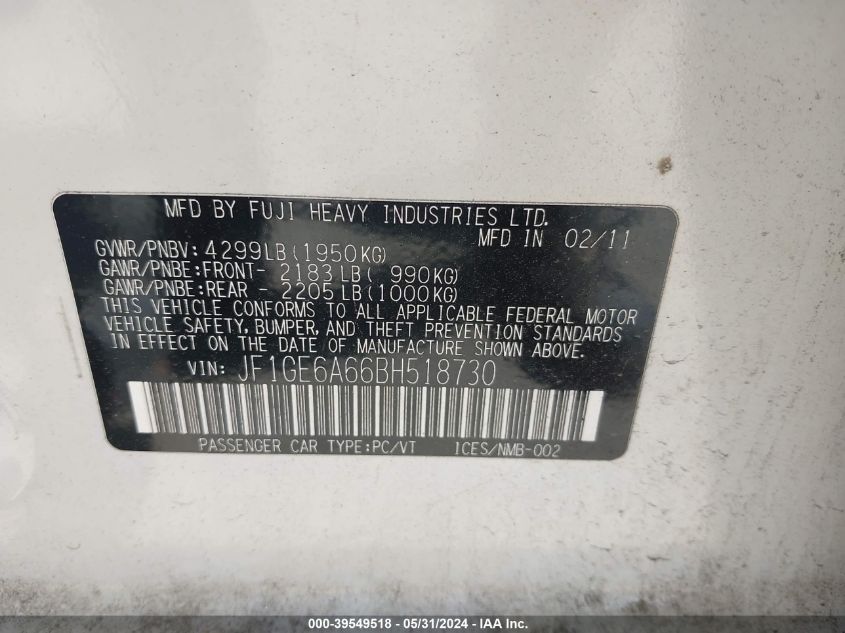 MFD BY FUJI HEAVY INDUSTRIES LTD.
MFD IN 02/11
GVWR/PNBV: 4299LB(1950KG)
GAWR/PNBE:FRONT- 2183LB( 990KG)
GAWR/PNBE:REAR - 2205LB(1000KG)
THIS VEHICLE CONFORMS TO ALL APPLICABLE FEDERAL MOTOR
VEHICLE SAFETY, BUMPER, AND THEFT PREVENTION STANDARDS
IN EFFECT ON THE DATE OF MANUFACTURE SHOWN ABOVE.
VIN: JF1GE6A66BH518730
PASSENGER CAR TYPE:PC/VT ICES/NMB-002
000-39549518 - 05/31/2024 - IAA, Inc.